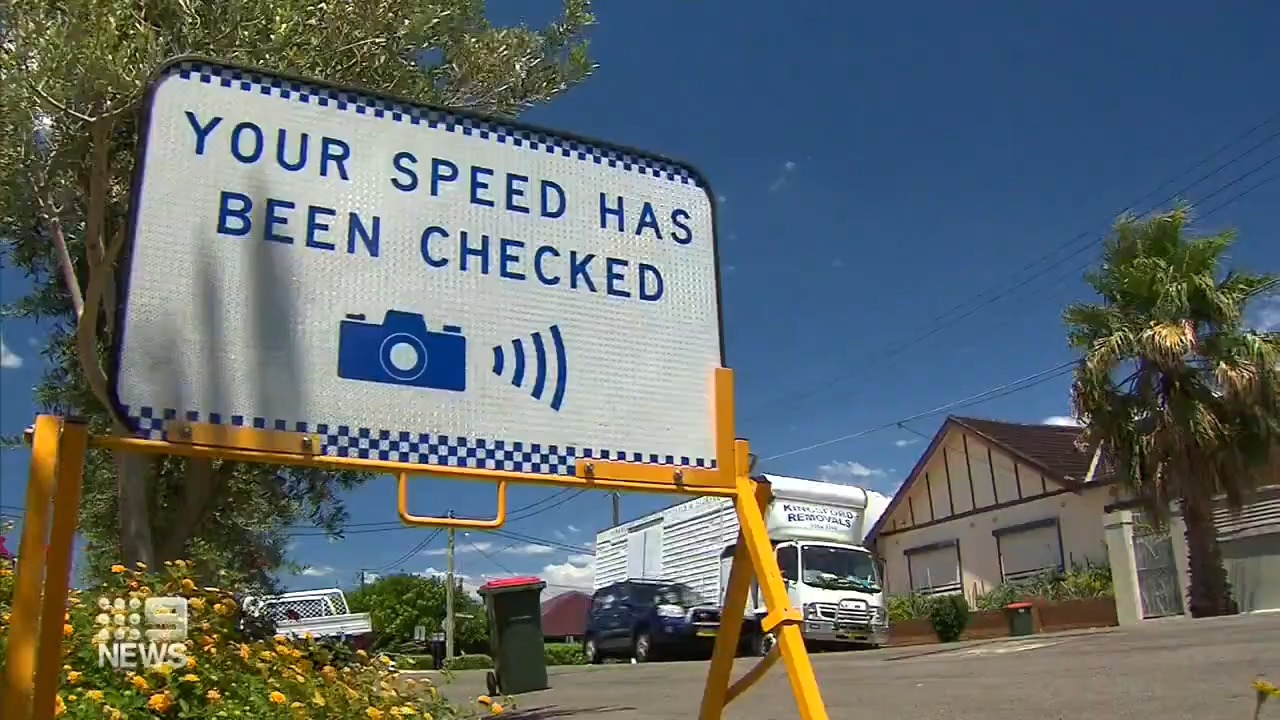 YOUR SPEED HAS
BEEN CHECKED
KINGSFORD
REMOVALS
9
NEWS